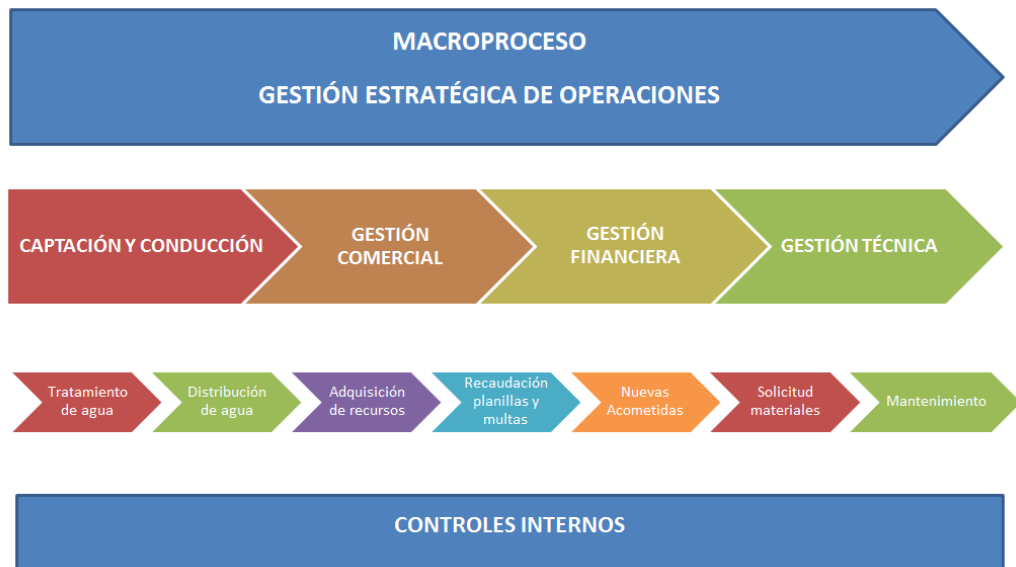 MACROPROCESO
GESTIÓN ESTRATÉGICA DE OPERACIONES
CAPTACIÓN Y CONDUCCIÓN
GESTIÓN
COMERCIAL
GESTIÓN
FINANCIERA
GESTIÓN TÉCNICA
Tratamiento
de agua
Distribución
de agua
Adquisición
de recursos
Recaudación
planillas y
multas
Nuevas
Acometidas
Solicitud
materiales
Mantenimiento
CONTROLES INTERNOS